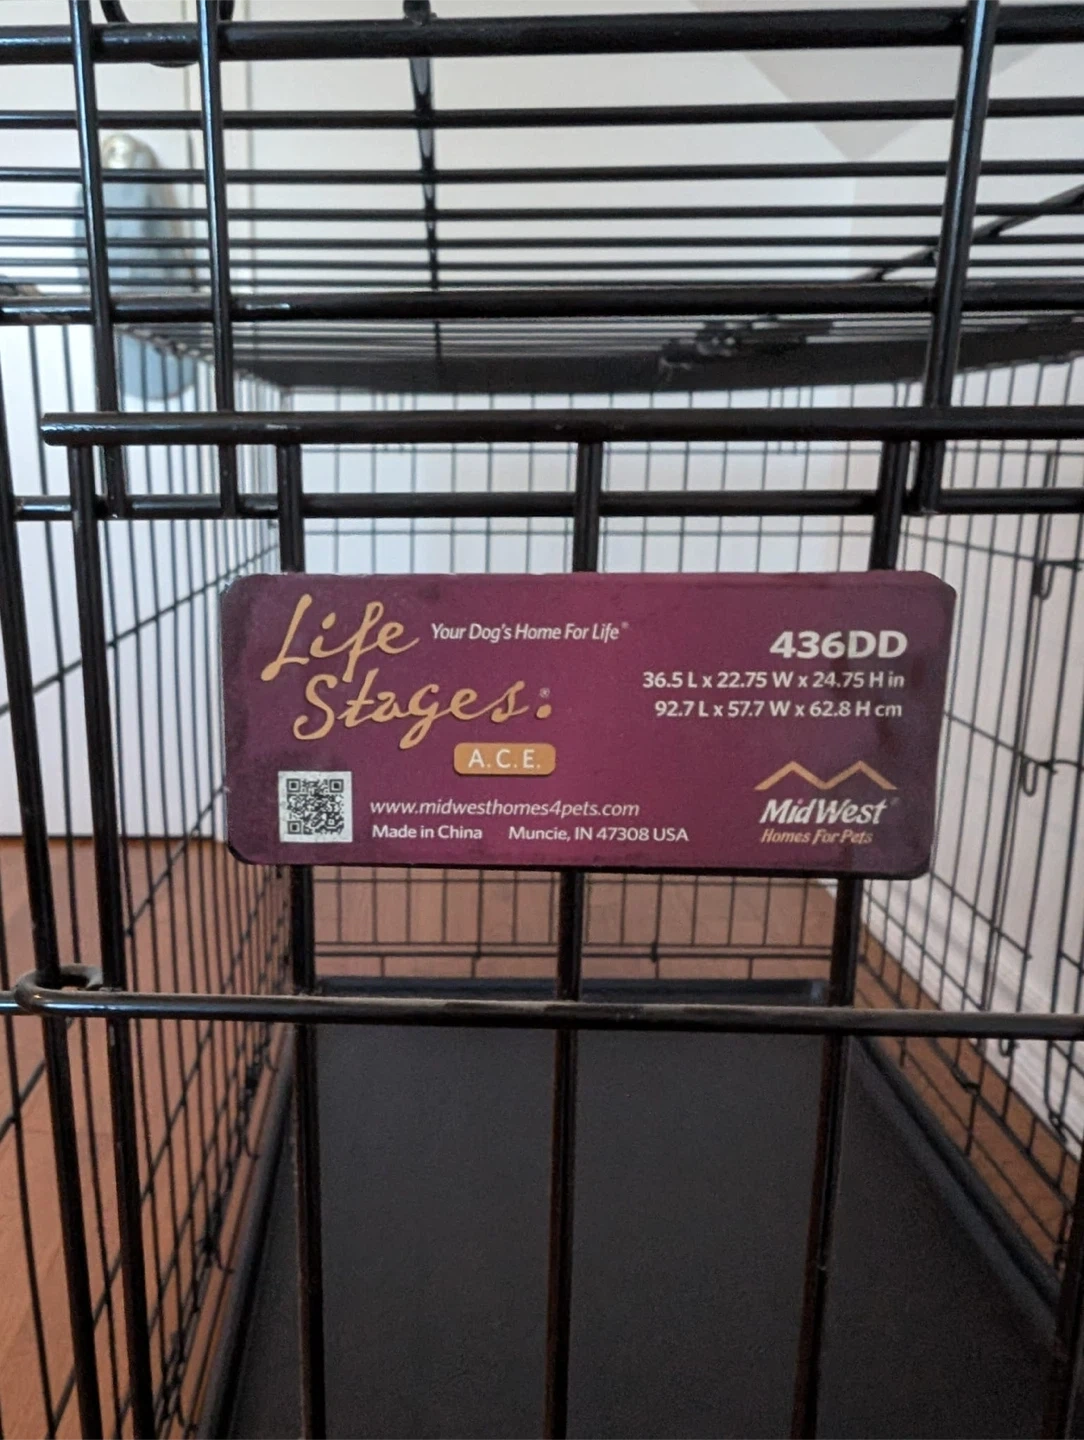 Life
Stages®
Your Dog's Home For Life®
A.C.E.
436DD
36.5 L x 22.75 W x 24.75 H in
92.7 L x 57.7 W x 62.8 H cm
www.midwesthomes4pets.com
Made in China Muncie, IN 47308 USA
MidWest®
Homes For Pets